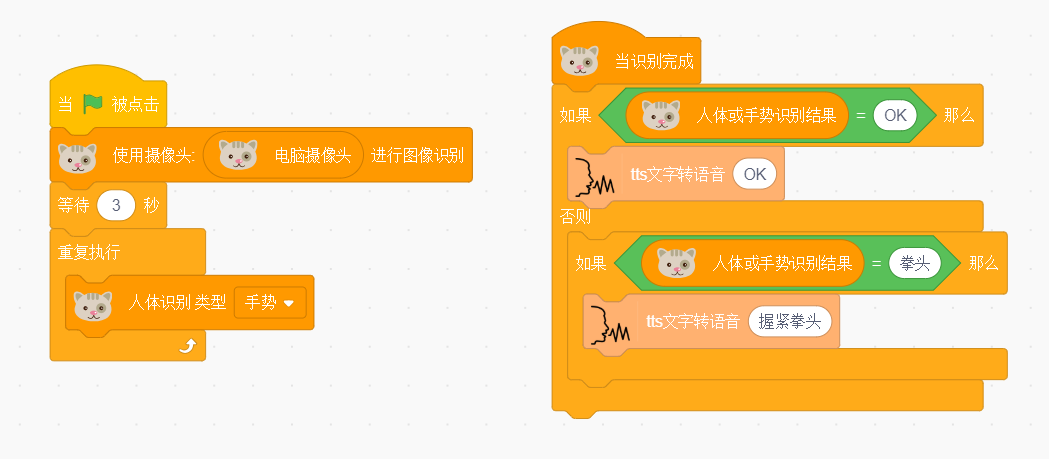 当 被点击
使用摄像头: 电脑摄像头 进行图像识别
等待 3 秒
重复执行
人体识别 类型 手势
当识别完成
如果 人体或手势识别结果 = OK 那么
tts文字转语音 OK
否则
如果 人体或手势识别结果 = 拳头 那么
tts文字转语音 握紧拳头